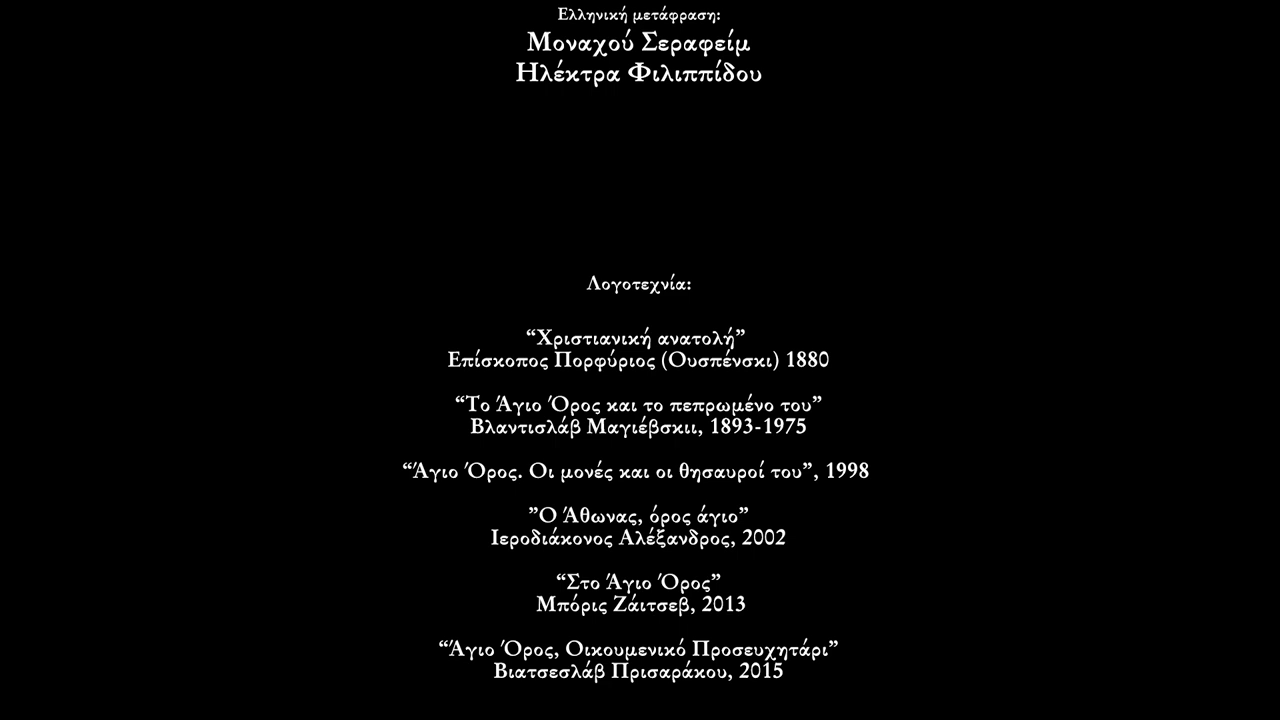 Ελληνική μετάφραση:
Μοναχού Σεραφείμ
Ηλέκτρα Φιλιππίδου
Λογοτεχνία:
“Χριστιανική ανατολή”
Επίσκοπος Πορφύριος (Ουσπένσκι) 1880
“Το Άγιο Όρος και το πεπρωμένο του”
Βλαντισλάβ Μαγιέβσκιι, 1893-1975
“Άγιο Όρος. Οι μονές και οι θησαυροί του”, 1998
”Ο Άθωνας, όρος άγιο”
Ιεροδιάκονος Αλέξανδρος, 2002
“Στο Άγιο Όρος”
Μπόρις Ζάιτσεβ, 2013
“Άγιο Όρος, Οικουμενικό Προσευχητάρι”
Βιατσεσλάβ Πρισαράκου, 2015